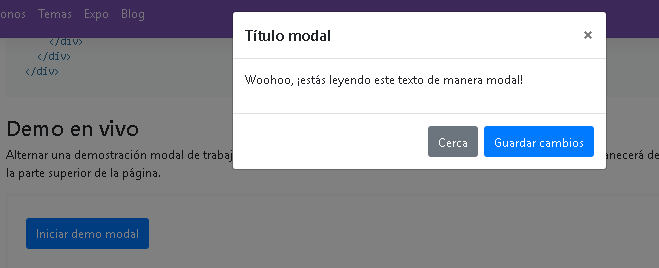 onos Temas Expo Blog
Título modal ×
</div>
</div>
</div>
Woohoo, ¡estás leyendo este texto de manera modal!
Cerca Guardar cambios
Demo en vivo
Alternar una demostración modal de trabaj anecerá de
la parte superior de la página.
Iniciar demo modal